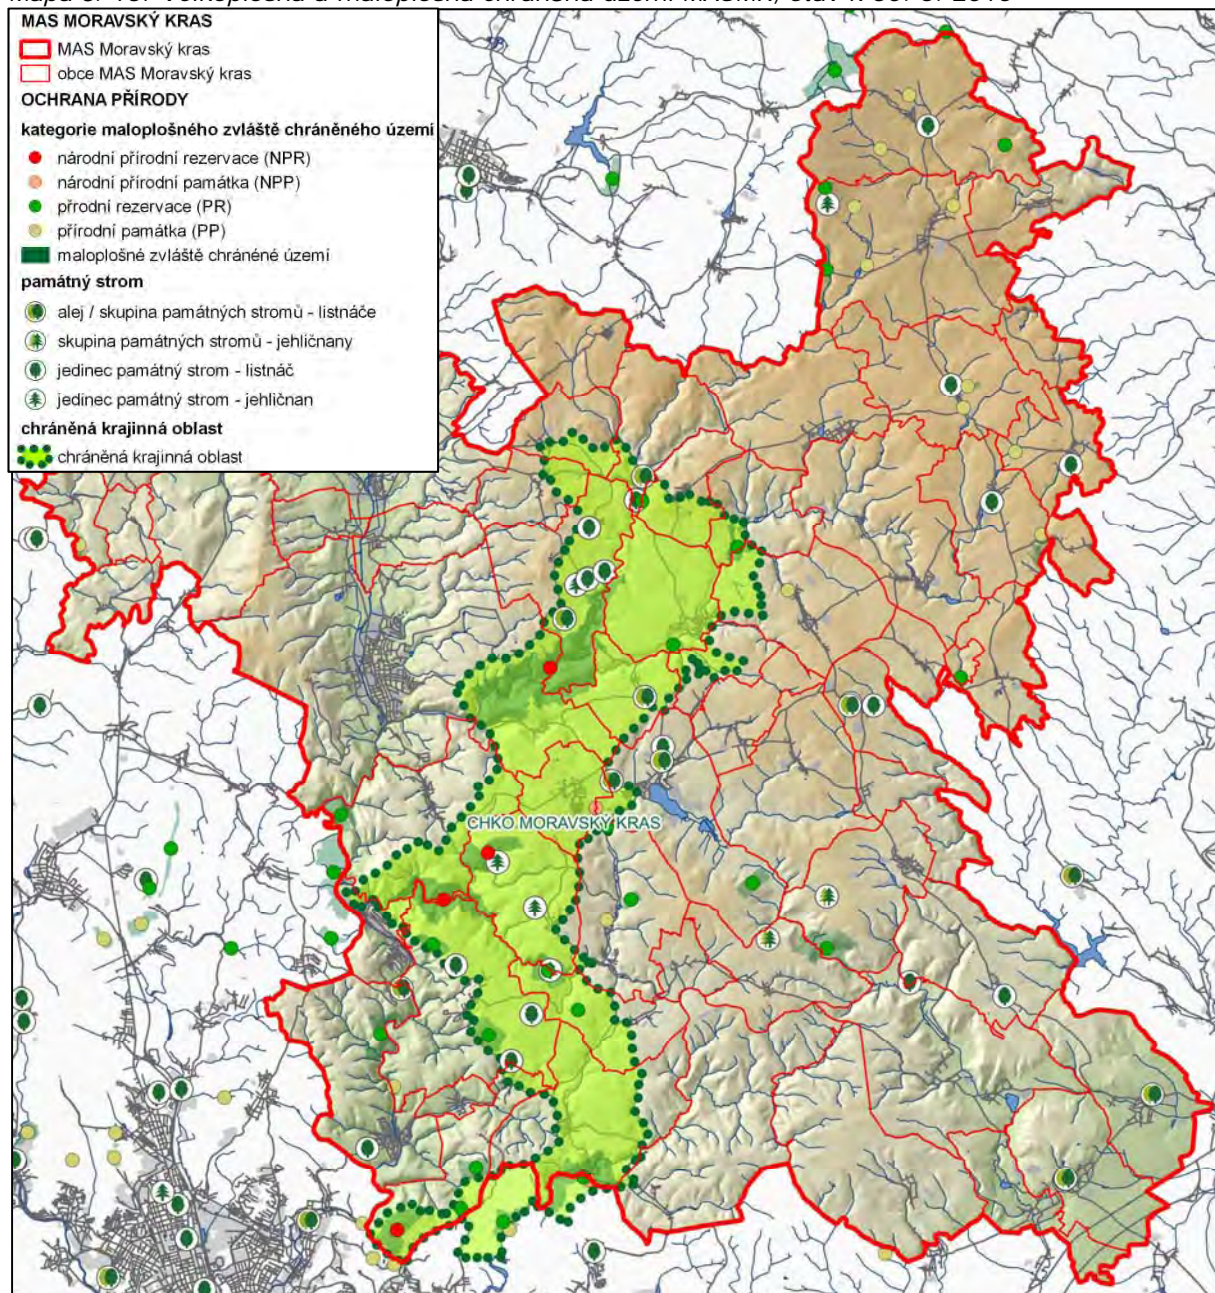 MAS MORAVSKÝ KRAS
MAS Moravský kras
obce MAS Moravský kras
OCHRANA PŘÍRODY
kategorie maloplošného zvláště chráněného území
národní přírodní rezervace (NPR)
národní přírodní památka (NPP)
přrodní rezervace (PR)
přírodní památka (PP)
maloplošné zvláště chráněné území
památný strom
alej / skupina památných stromů - listnáče
skupina památných stromů - jehličnany
jedinec památný strom - listnáč
jedinec památný strom - jehličnan
chráněná krajinná oblast
chráněná krajinná oblast
CHKO MORAVSKÝ KRAS